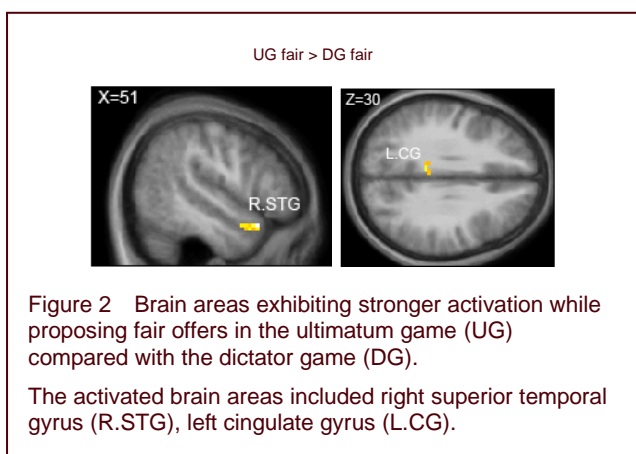 UG fair > DG fair
X=51
Z=30
L.CG
R.STG
Figure 2 Brain areas exhibiting stronger activation while
proposing fair offers in the ultimatum game (UG)
compared with the dictator game (DG).
The activated brain areas included right superior temporal
gyrus (R.STG), left cingulate gyrus (L.CG).